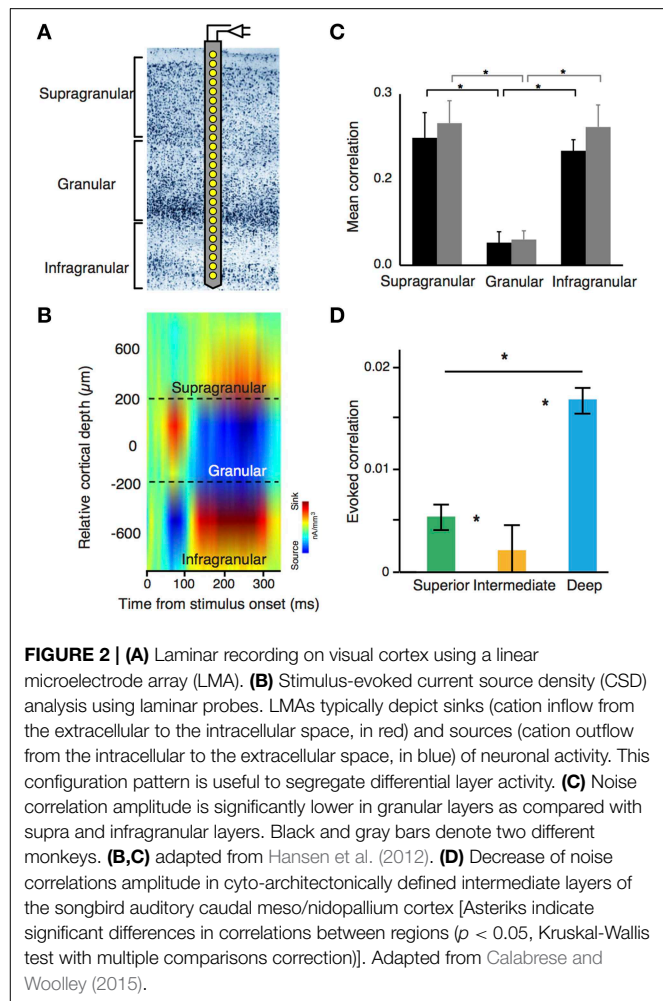 A
Supragranular
Granular
Infragranular
B
Relative cortical depth (µm)
600
200
0
-200
-600
Supragranular
Granular
Infragranular
Sink
Source
nA/mm³
0 100 200 300
Time from stimulus onset (ms)
C
* *
* *
Mean correlation
0.3
0.2
0.0
Supragranular Granular Infragranular
D
Evoked correlation
0.02
0.01
0
*
*
*
Superior Intermediate Deep
FIGURE 2 | (A) Laminar recording on visual cortex using a linear
microelectrode array (LMA). (B) Stimulus-evoked current source density (CSD)
analysis using laminar probes. LMAs typically depict sinks (cation inflow from
the extracellular to the intracellular space, in red) and sources (cation outflow
from the intracellular to the extracellular space, in blue) of neuronal activity. This
configuration pattern is useful to segregate differential layer activity. (C) Noise
correlation amplitude is significantly lower in granular layers as compared with
supra and infragranular layers. Black and gray bars denote two different
monkeys. (B,C) adapted from Hansen et al. (2012). (D) Decrease of noise
correlations amplitude in cyto-architectonically defined intermediate layers of
the songbird auditory caudal meso/nidopallium cortex [Asteriks indicate
significant differences in correlations between regions (p < 0.05, Kruskal-Wallis
test with multiple comparisons correction)]. Adapted from Calabrese and
Woolley (2015).